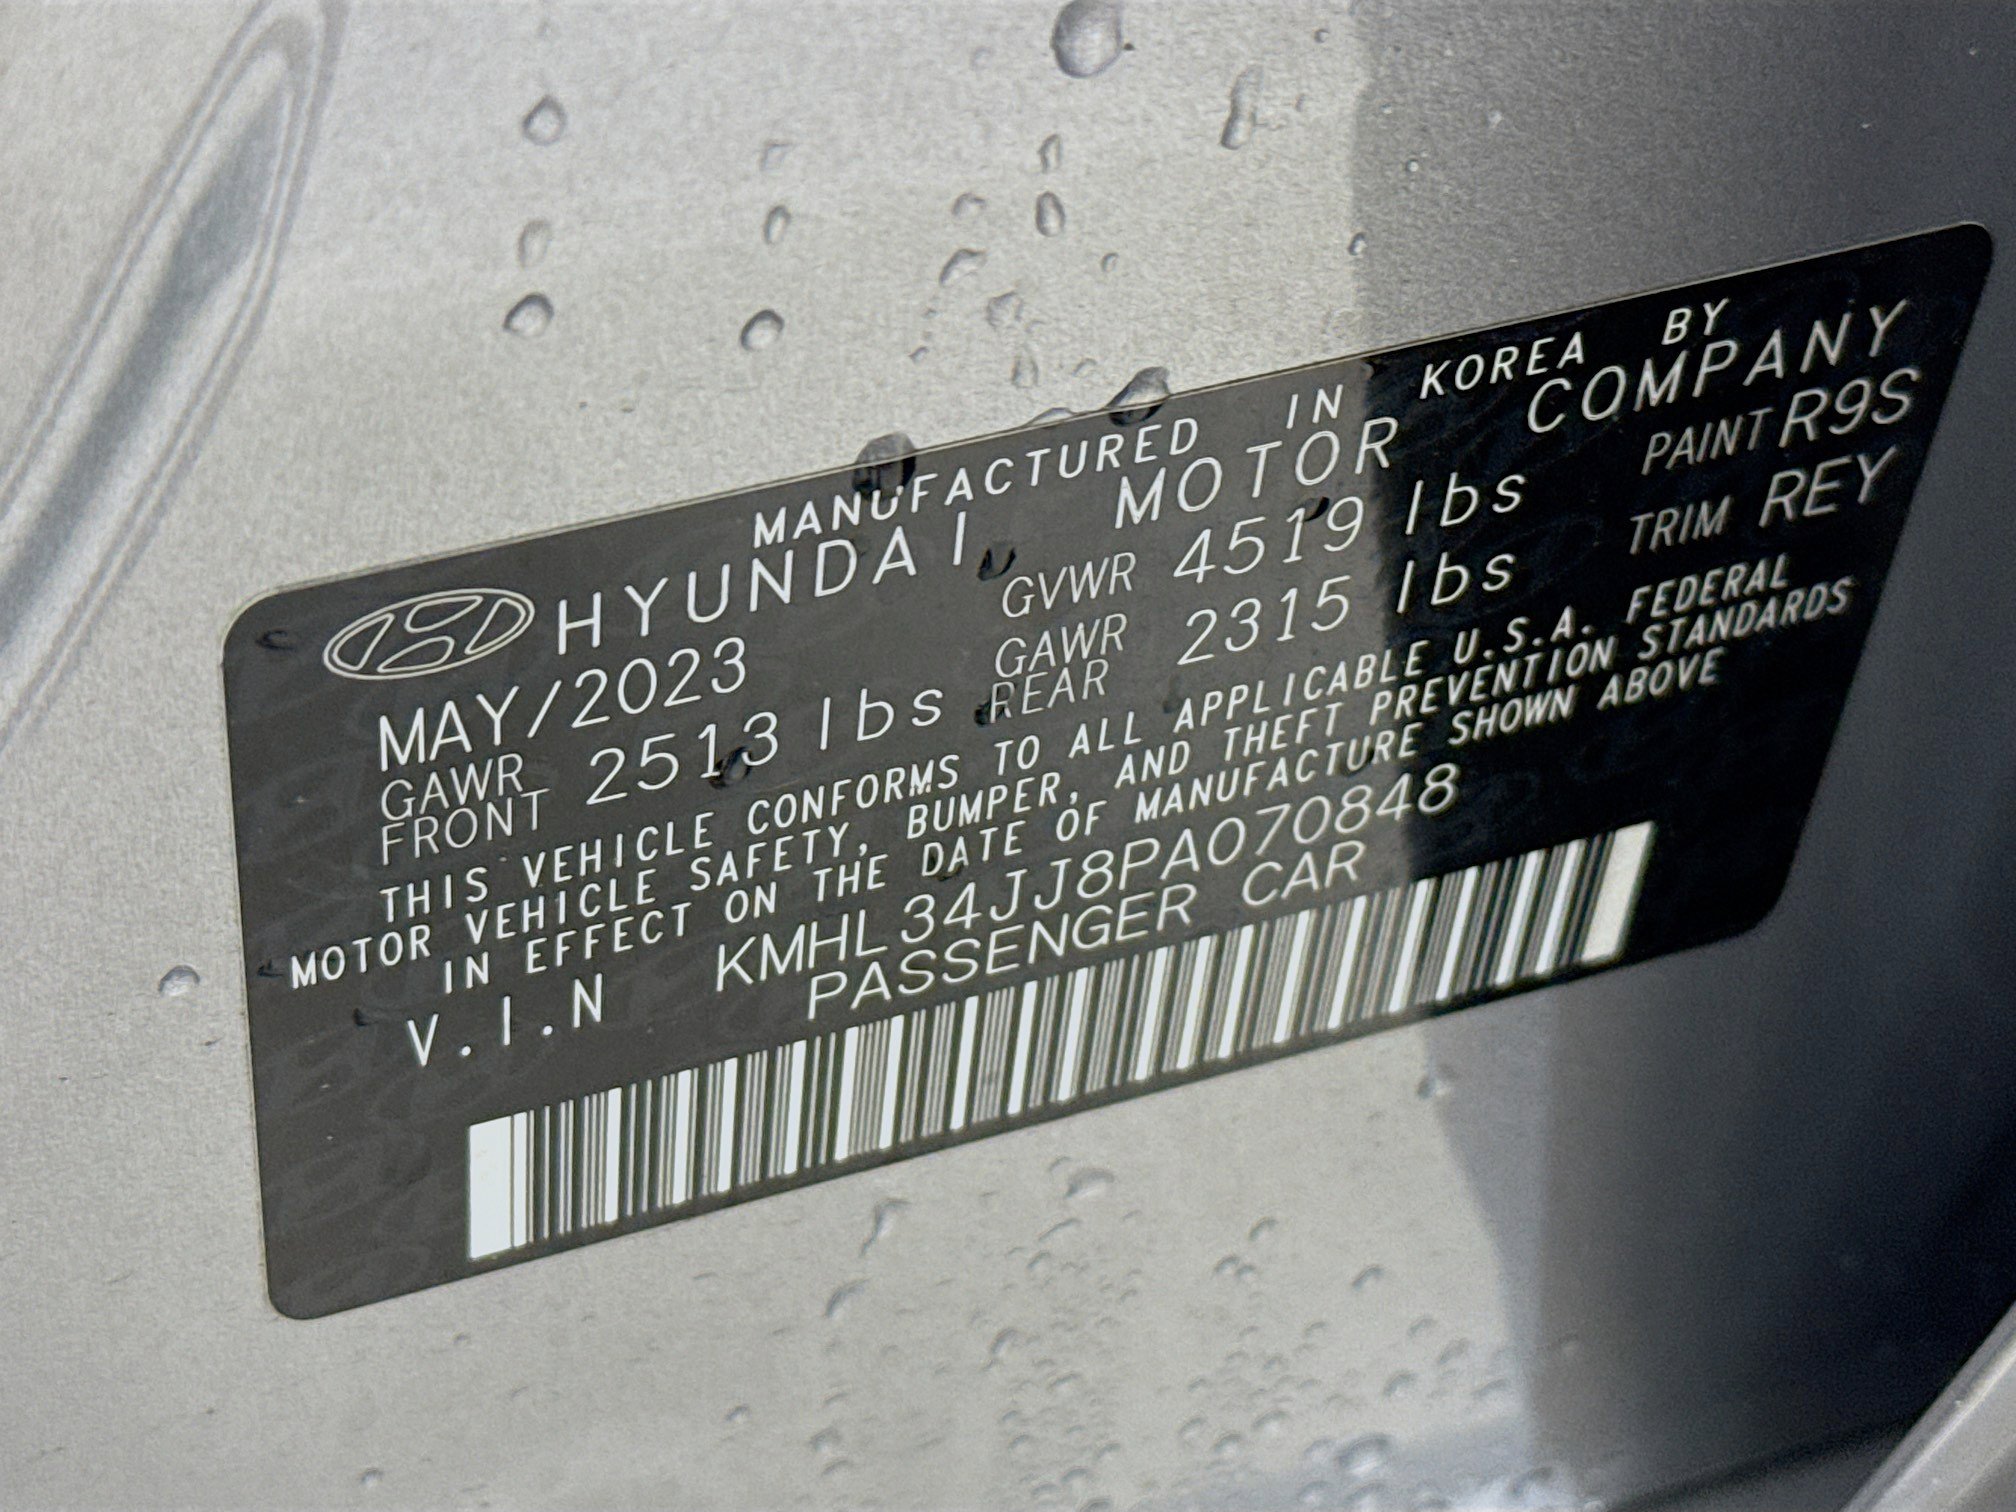 MANUFACTURED IN KOREA BY
HYUNDAI MOTOR COMPANY
MAY/2023 GVWR 4519 lbs PAINT R9S
GAWR FRONT 2513 lbs GAWR REAR 2315 lbs TRIM REY
THIS VEHICLE CONFORMS TO ALL APPLICABLE U.S.A. FEDERAL
MOTOR VEHICLE SAFETY, BUMPER, AND THEFT PREVENTION STANDARDS
IN EFFECT ON THE DATE OF MANUFACTURE SHOWN ABOVE
V.I.N KMHL34JJ8PA070848
PASSENGER CAR